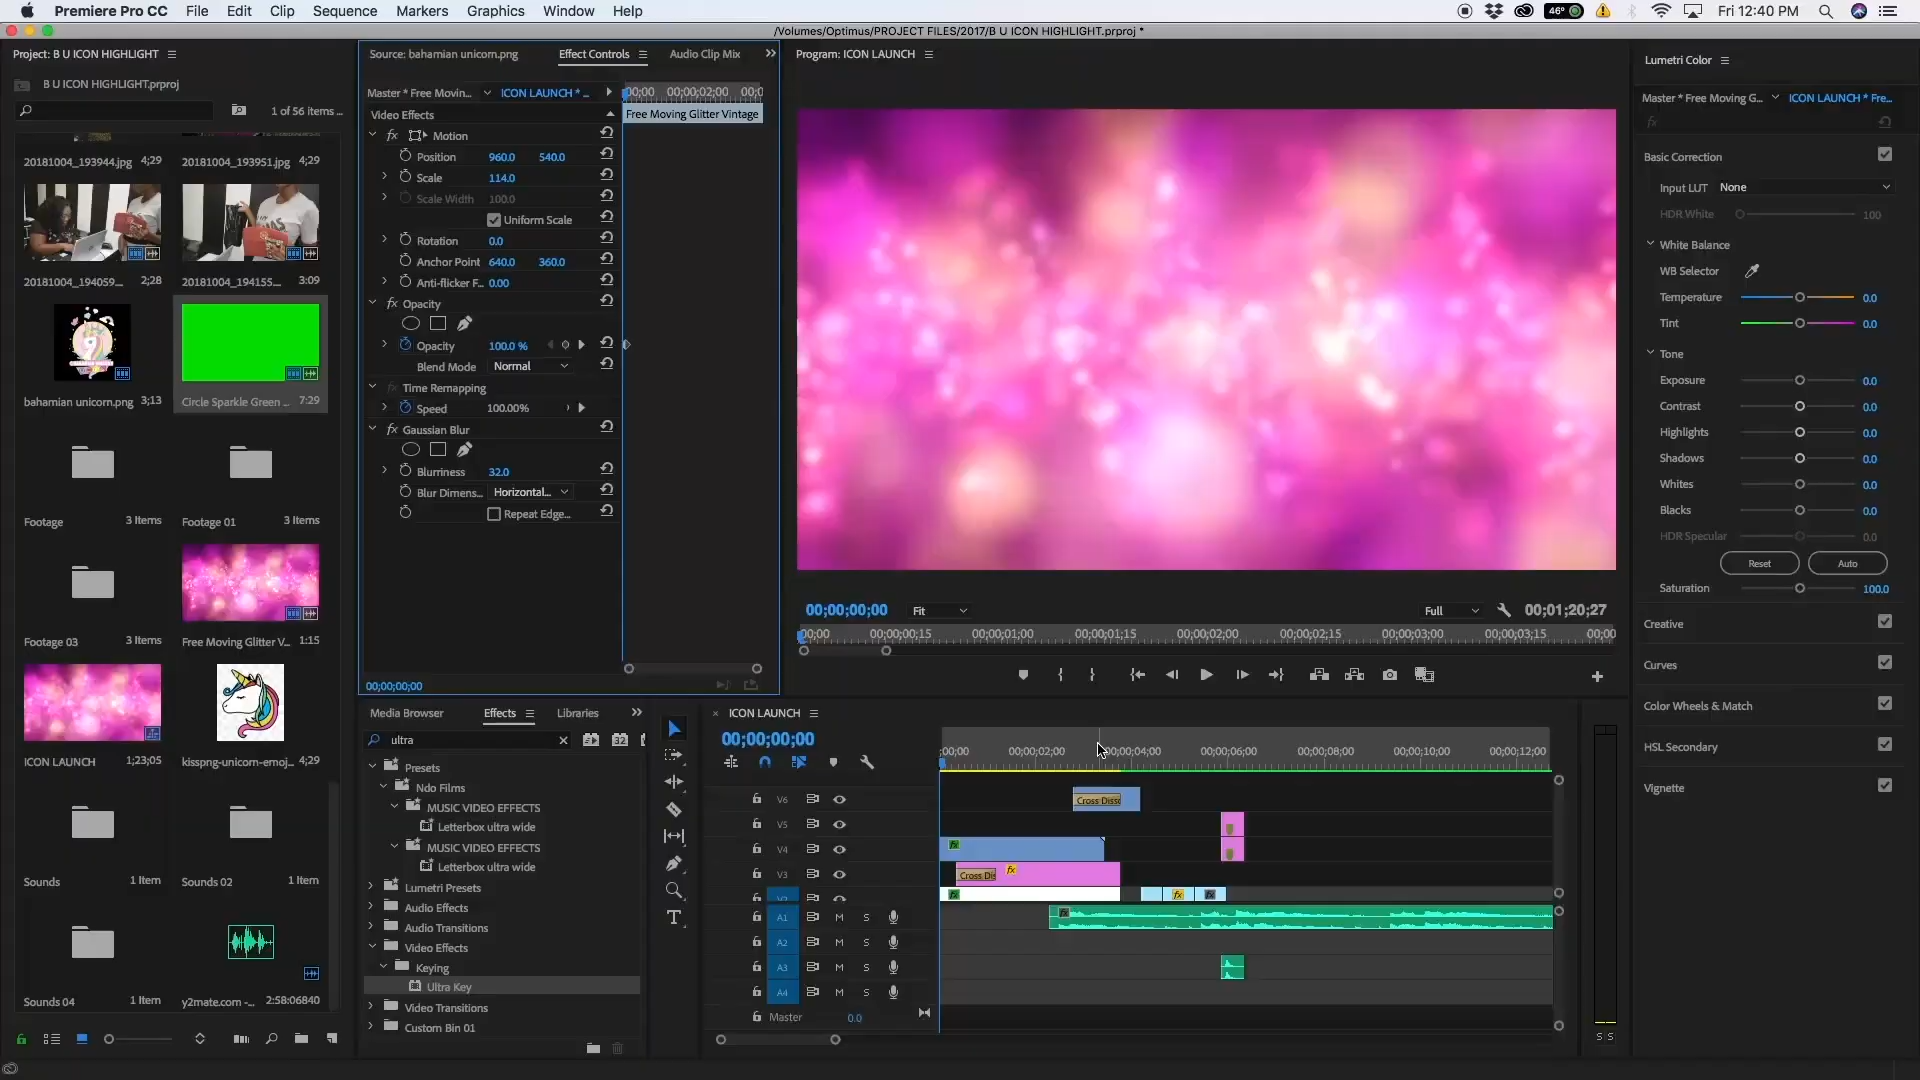 Premiere Pro CC File Edit Clip Sequence Markers Graphics Window Help
46° Fri 12:40 PM
/Volumes/Optimus/PROJECT FILES/2017/B U ICON HIGHLIGHT.prproj *
Project: B U ICON HIGHLIGHT
B U ICON HIGHLIGHT.prproj
1 of 56 items ...
20181004_193944.jpg 4;29
20181004_193951.jpg 4;29
20181004_194059... 2;28
20181004_194155... 3:09
bahamian unicorn.png 3;13
Circle Sparkle Green ... 7:29
Footage 3 Items
Footage 01 3 Items
Footage 03 3 Items
Free Moving Glitter V... 1:15
ICON LAUNCH 1;23;05
kisspng-unicorn-emoj... 4;29
Sounds 1 Item
Sounds 02 1 Item
Sounds 04 1 Item
y2mate.com -... 2:58:06840
Source: bahamian unicorn.png Effect Controls Audio Clip Mix
Master * Free Movin... ICON LAUNCH * ...
00;00 00;00;02;00
Video Effects
Free Moving Glitter Vintage
fx Motion
Position 960.0 540.0
Scale 114.0
Scale Width 100.0
Uniform Scale
Rotation 0.0
Anchor Point 640.0 360.0
Anti-flicker F... 0.00
fx Opacity
Opacity 100.0 %
Blend Mode Normal
Time Remapping
Speed 100.00%
fx Gaussian Blur
Blurriness 32.0
Blur Dimens... Horizontal...
Repeat Edge...
00;00;00;00
Program: ICON LAUNCH
00;00;00;00 Fit Full 00;01;20;27
00;00 00;00;00;15 00;00;01;00 00;00;01;15 00;00;02;00 00;00;02;15 00;00;03;00 00;00;03;15 00;00
Lumetri Color
Master * Free Moving G... ICON LAUNCH * Fre...
fx
Basic Correction
Input LUT None
HDR White 100
White Balance
WB Selector
Temperature 0.0
Tint 0.0
Tone
Exposure 0.0
Contrast 0.0
Highlights 0.0
Shadows 0.0
Whites 0.0
Blacks 0.0
HDR Specular 0.0
Reset Auto
Saturation 100.0
Creative
Curves
Color Wheels & Match
HSL Secondary
Vignette
Media Browser Effects Libraries
ultra
32
Presets
Ndo Films
MUSIC VIDEO EFFECTS
Letterbox ultra wide
MUSIC VIDEO EFFECTS
Letterbox ultra wide
Lumetri Presets
Audio Effects
Audio Transitions
Video Effects
Keying
Ultra Key
Video Transitions
Custom Bin 01
ICON LAUNCH
00;00;00;00
;00;00 00;00;02;00 00;00;04;00 00;00;06;00 00;00;08;00 00;00;10;00 00;00;12;00
V6 Cross Diss
V5
V4 fx
V3 Cross Dis fx
V2 fx fx fx
A1 M S
A2 M S
A3 M S
A4 M S
Master 0.0
S S